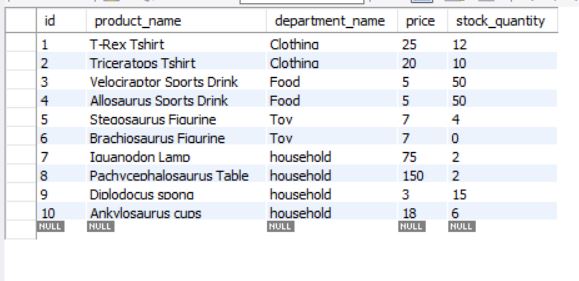 id product_name department_name price stock_quantity
1 T-Rex Tshirt Clothing 25 12
2 Triceratops Tshirt Clothing 20 10
3 Velociraptor Sports Drink Food 5 50
4 Allosaurus Sports Drink Food 5 50
5 Stegosaurus Figurine Toy 7 4
6 Brachiosaurus Figurine Toy 7 0
7 Iguanodon Lamp household 75 2
8 Pachycephalosaurus Table household 150 2
9 Diplodocus spong household 3 15
10 Ankylosaurus cups household 18 6
NULL NULL NULL NULL NULL